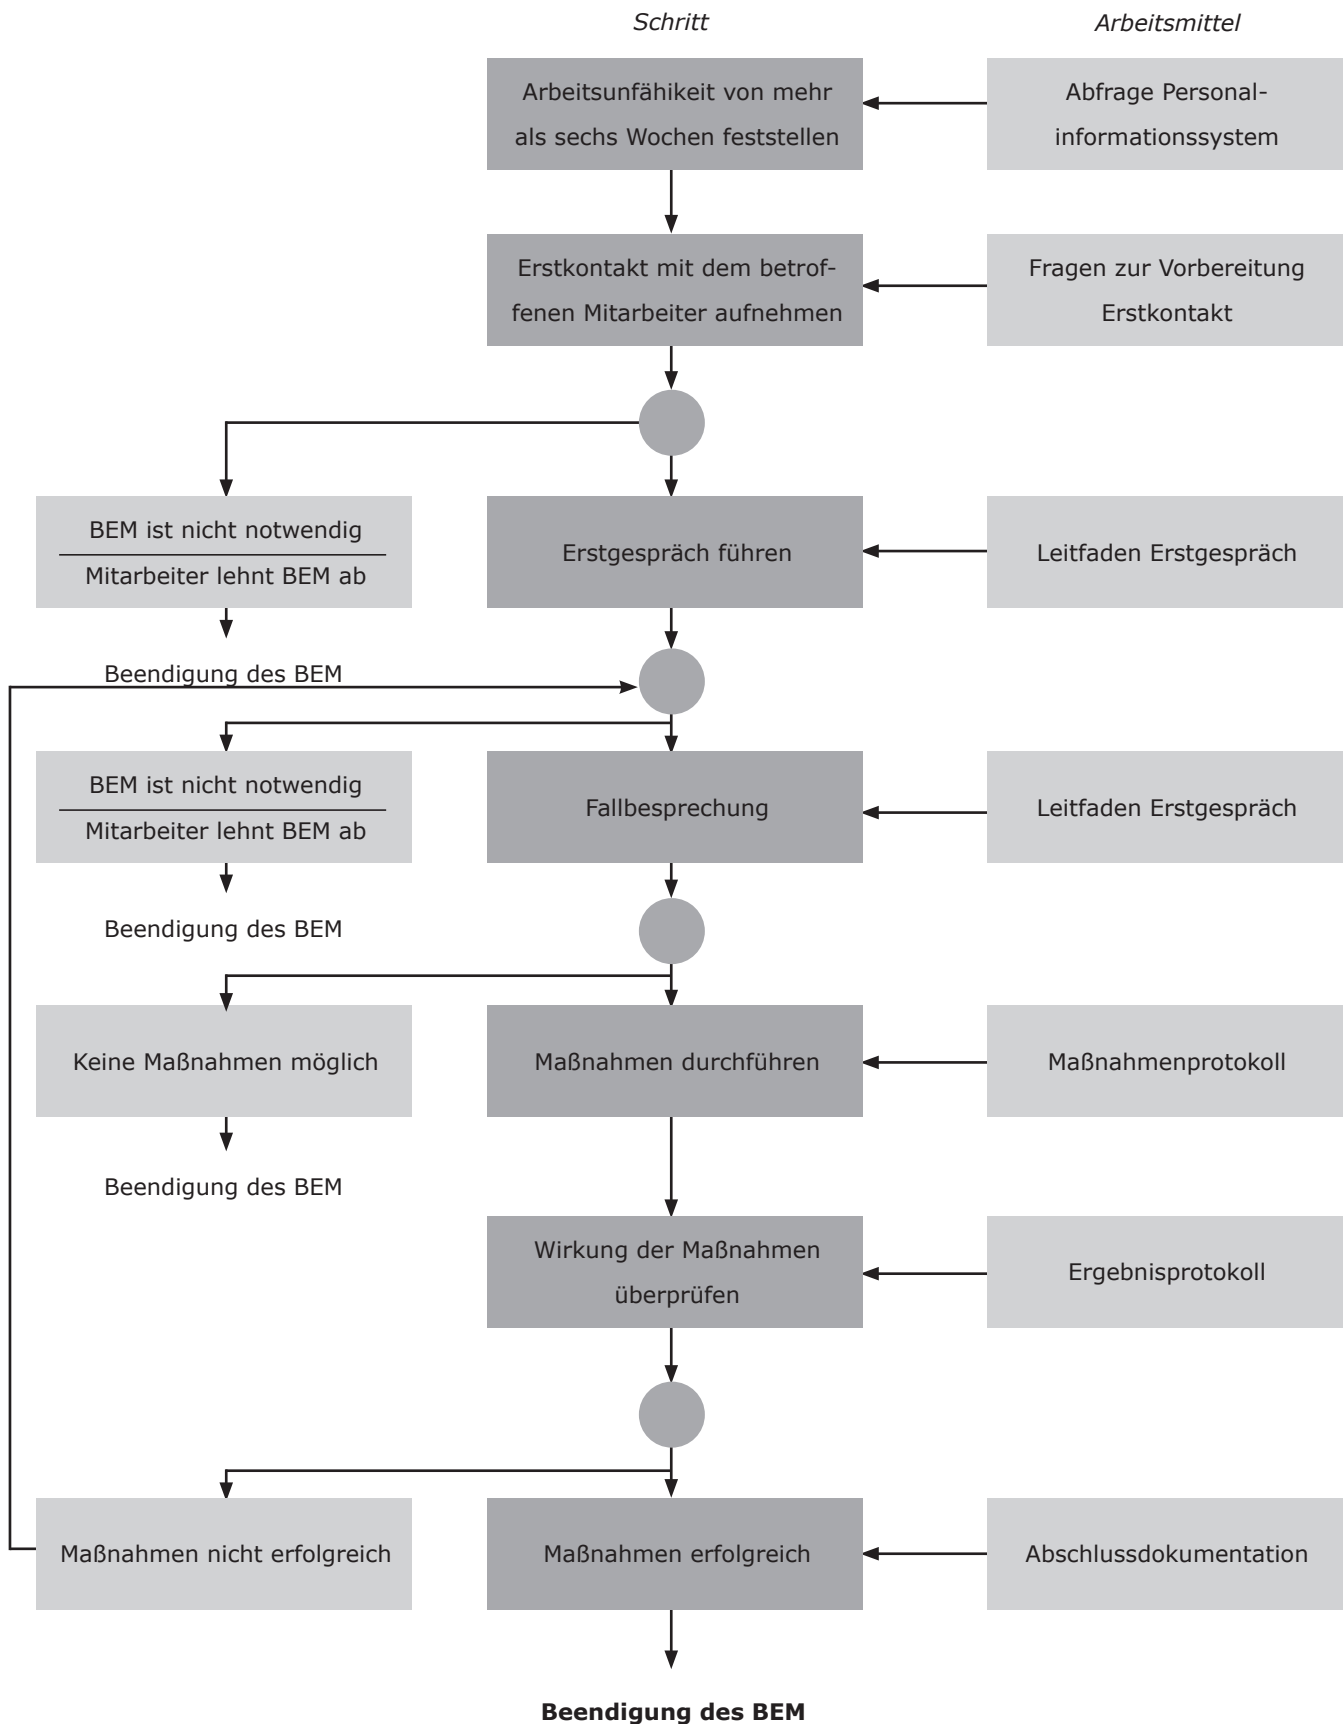 Schritt
Arbeitsmittel
Arbeitsunfähikeit von mehr
als sechs Wochen feststellen
Abfrage Personal-
informationssystem
Erstkontakt mit dem betrof-
fenen Mitarbeiter aufnehmen
Fragen zur Vorbereitung
Erstkontakt
BEM ist nicht notwendig
Mitarbeiter lehnt BEM ab
Erstgespräch führen
Leitfaden Erstgespräch
Beendigung des BEM
BEM ist nicht notwendig
Mitarbeiter lehnt BEM ab
Fallbesprechung
Leitfaden Erstgespräch
Beendigung des BEM
Keine Maßnahmen möglich
Maßnahmen durchführen
Maßnahmenprotokoll
Beendigung des BEM
Wirkung der Maßnahmen
überprüfen
Ergebnisprotokoll
Maßnahmen nicht erfolgreich
Maßnahmen erfolgreich
Abschlussdokumentation
Beendigung des BEM